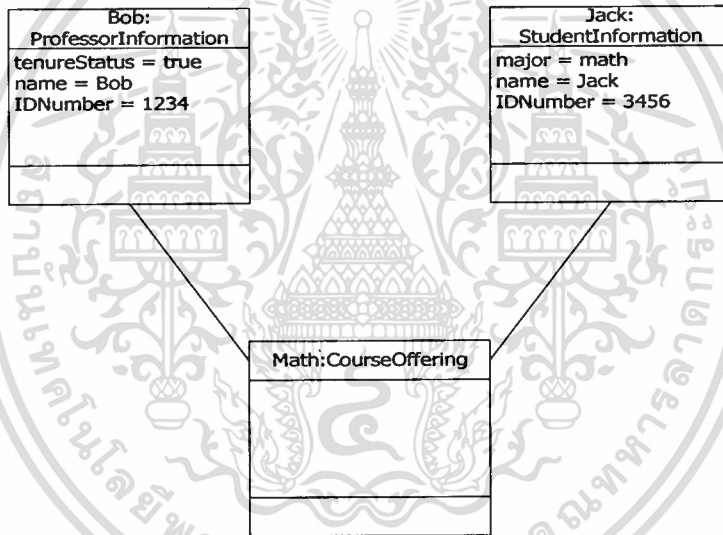 Bob:
ProfessorInformation
tenureStatus = true
name = Bob
IDNumber = 1234
Jack:
StudentInformation
major = math
name = Jack
IDNumber = 3456
Math:CourseOffering